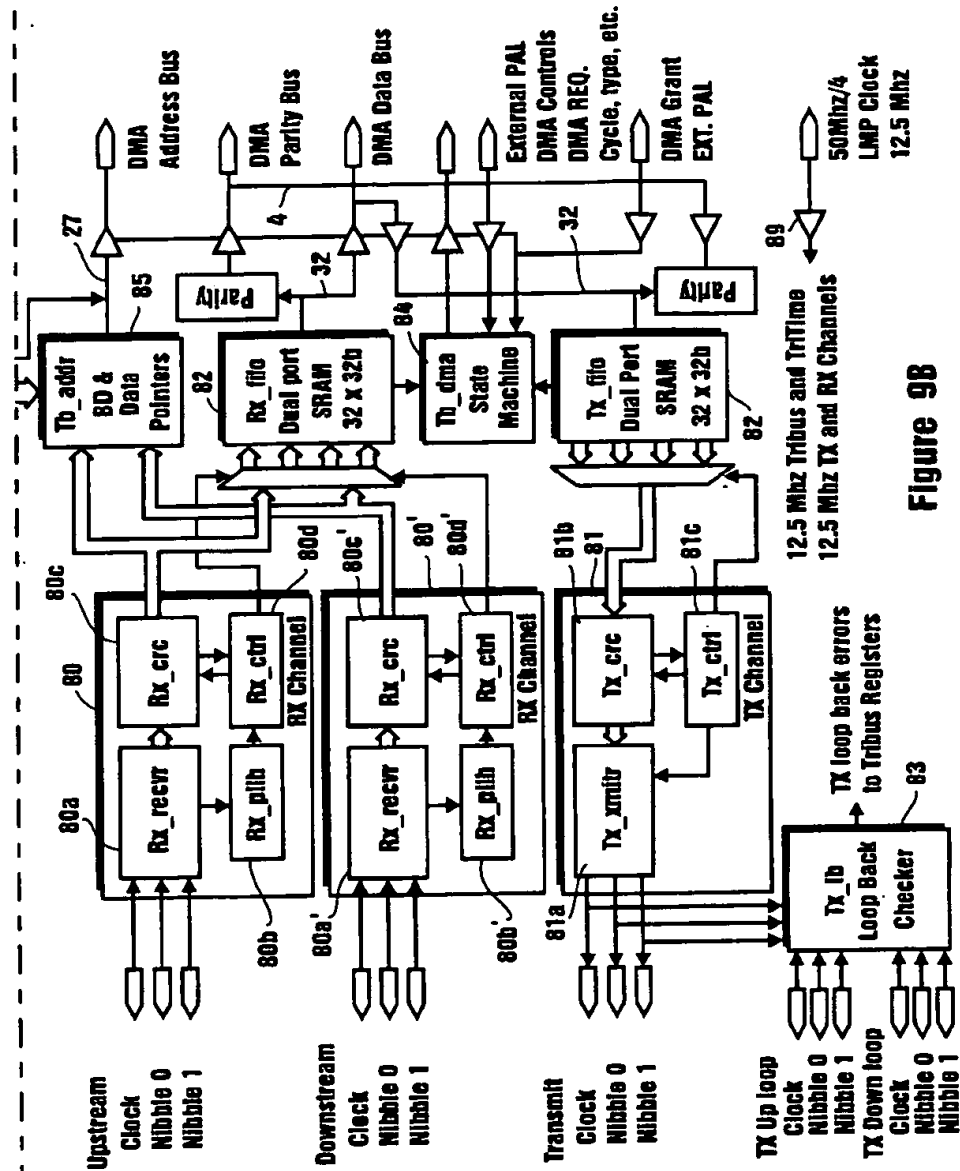 Upstream
Clock
Nibble 0
Nibble 1
80a
80
80c
Rx_recvr
Rx_crc
Rx_pllb
Rx_ctrl
RX Channel
80b
80d
Downstream
Clock
Nibble 0
Nibble 1
80a'
80'
80c'
Rx_recvr
Rx_crc
Rx_pllb
Rx_ctrl
RX Channel
80b'
80d'
Transmit
Clock
Nibble 0
Nibble 1
81a
81b
81
81c
Tx_xmitr
Tx_crc
Tx_ctrl
TX Channel
TX Up loop
Clock
Nibble 0
Nibble 1
TX Down loop
Clock
Nibble 0
Nibble 1
Tx_lb
Loop Back
Checker
83
TX loop back errors
to Tribus Registers
Tb_addr
BD &
Data
Pointers
85
27
82
Rx_fifo
Dual port
SRAM
32 x 32b
Parity
32
84
Tb_dma
State
Machine
Tx_fifo
Dual Port
SRAM
32 x 32b
82
32
Parity
4
DMA
Address Bus
DMA
Parity Bus
DMA Data Bus
External PAL
DMA Controls
DMA REQ.
Cycle, type, etc.
DMA Grant
EXT. PAL
89
50Mhz/4
LMP Clock
12.5 Mhz
12.5 Mhz Tribus and TriTime
12.5 Mhz TX and RX Channels
Figure 9B